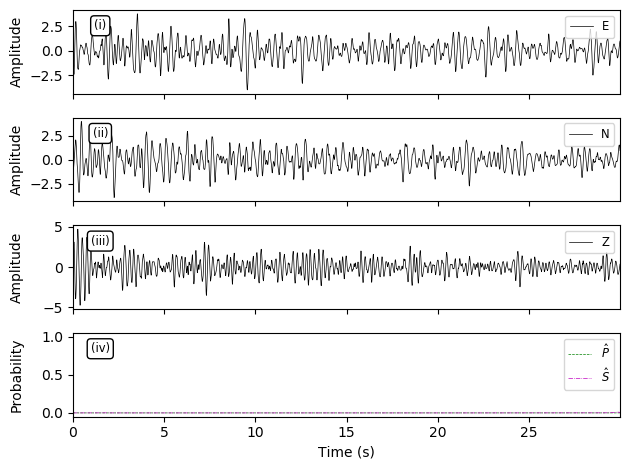 (i)
E
2.5
0.0
−2.5
Amplitude
(ii)
N
2.5
0.0
−2.5
Amplitude
(iii)
Z
5
0
−5
Amplitude
(iv)
P̂
Ŝ
1.0
0.5
0.0
Probability
0 5 10 15 20 25
Time (s)